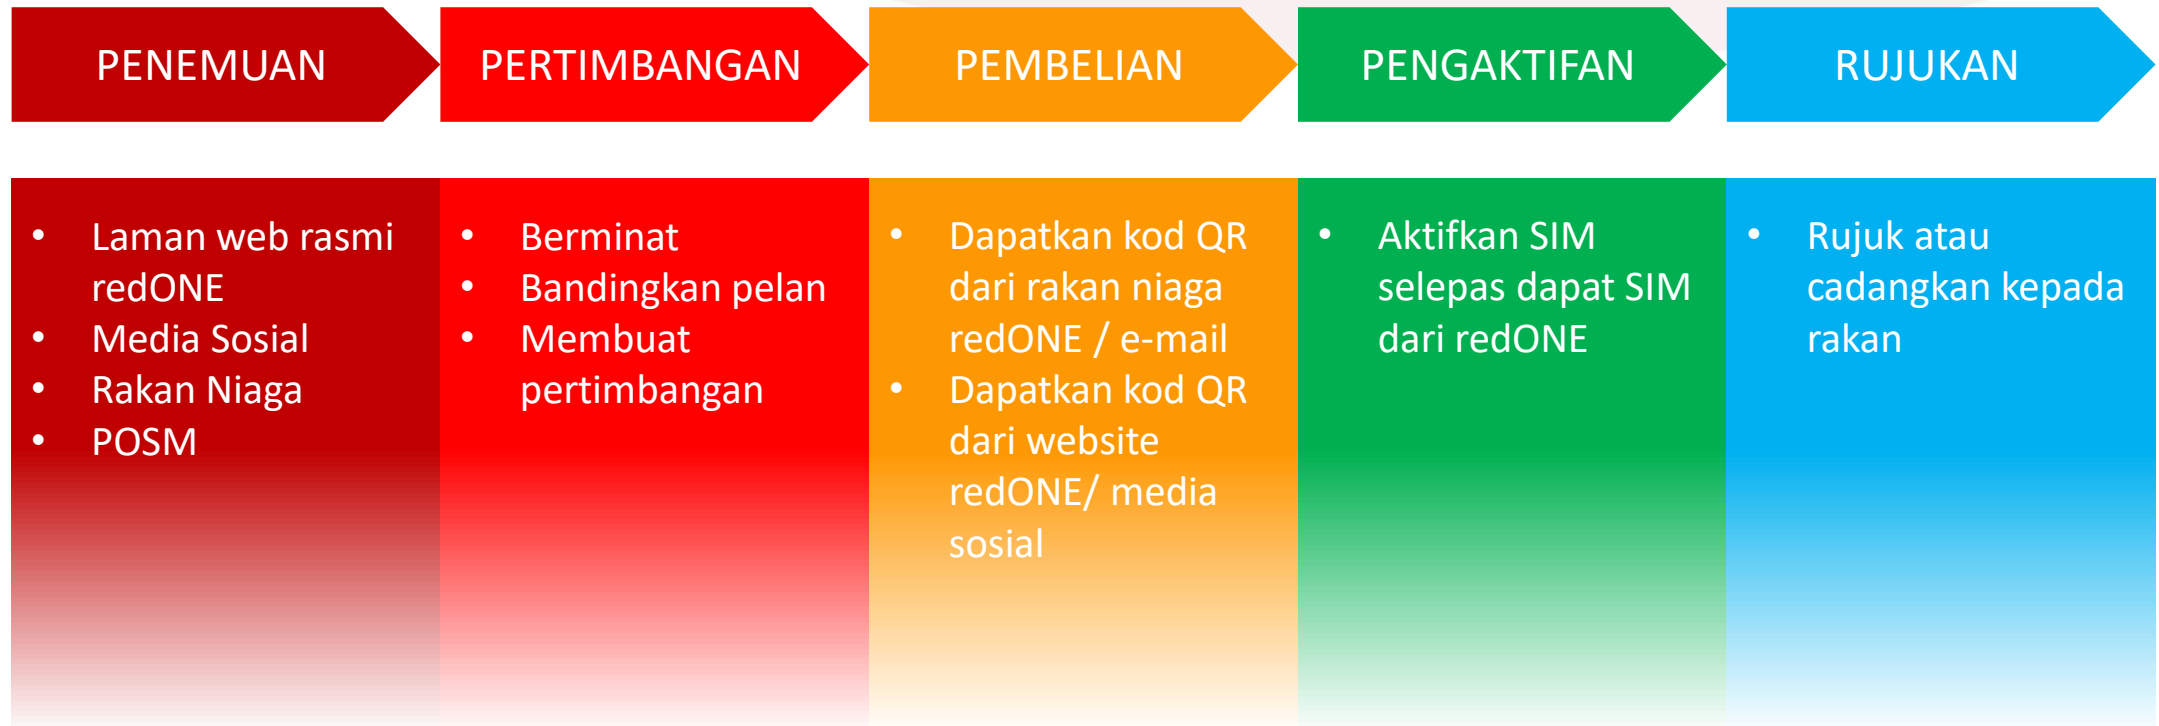 PENEMUAN
PERTIMBANGAN
PEMBELIAN
PENGAKTIFAN
RUJUKAN
• Laman web rasmi
redONE
• Media Sosial
• Rakan Niaga
• POSM
• Berminat
• Bandingkan pelan
• Membuat
pertimbangan
• Dapatkan kod QR
dari rakan niaga
redONE / e-mail
• Dapatkan kod QR
dari website
redONE/ media
sosial
• Aktifkan SIM
selepas dapat SIM
dari redONE
• Rujuk atau
cadangkan kepada
rakan